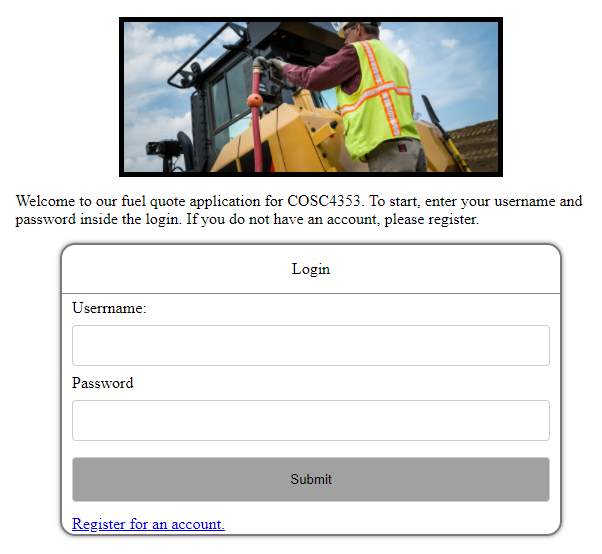 Welcome to our fuel quote application for COSC4353. To start, enter your username and
password inside the login. If you do not have an account, please register.
Login
Username:
Password
Submit
Register for an account.